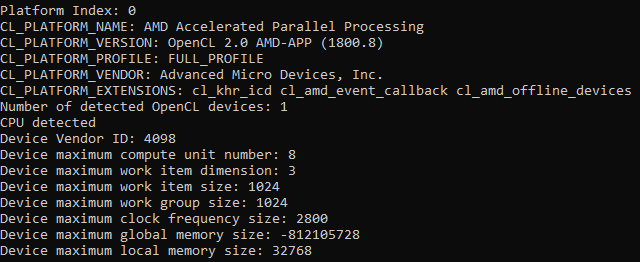 Platform Index: 0
CL_PLATFORM_NAME: AMD Accelerated Parallel Processing
CL_PLATFORM_VERSION: OpenCL 2.0 AMD-APP (1800.8)
CL_PLATFORM_PROFILE: FULL_PROFILE
CL_PLATFORM_VENDOR: Advanced Micro Devices, Inc.
CL_PLATFORM_EXTENSIONS: cl_khr_icd cl_amd_event_callback cl_amd_offline_devices
Number of detected OpenCL devices: 1
CPU detected
Device Vendor ID: 4098
Device maximum compute unit number: 8
Device maximum work item dimension: 3
Device maximum work item size: 1024
Device maximum work group size: 1024
Device maximum clock frequency size: 2800
Device maximum global memory size: -812105728
Device maximum local memory size: 32768